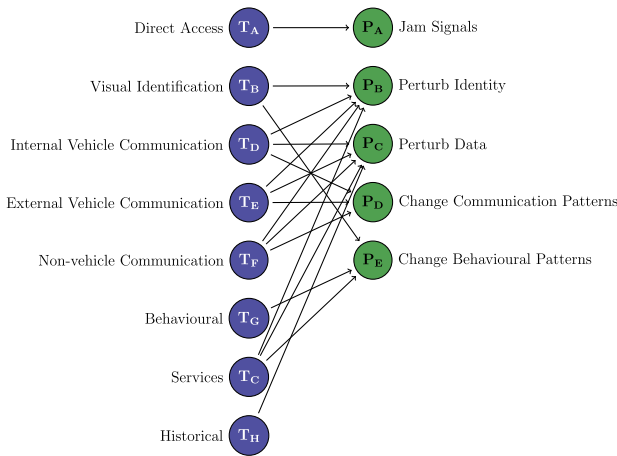 Direct Access T_A P_A Jam Signals
Visual Identification T_B P_B Perturb Identity
Internal Vehicle Communication T_D P_C Perturb Data
External Vehicle Communication T_E P_D Change Communication Patterns
Non-vehicle Communication T_F P_E Change Behavioural Patterns
Behavioural T_G
Services T_C
Historical T_H